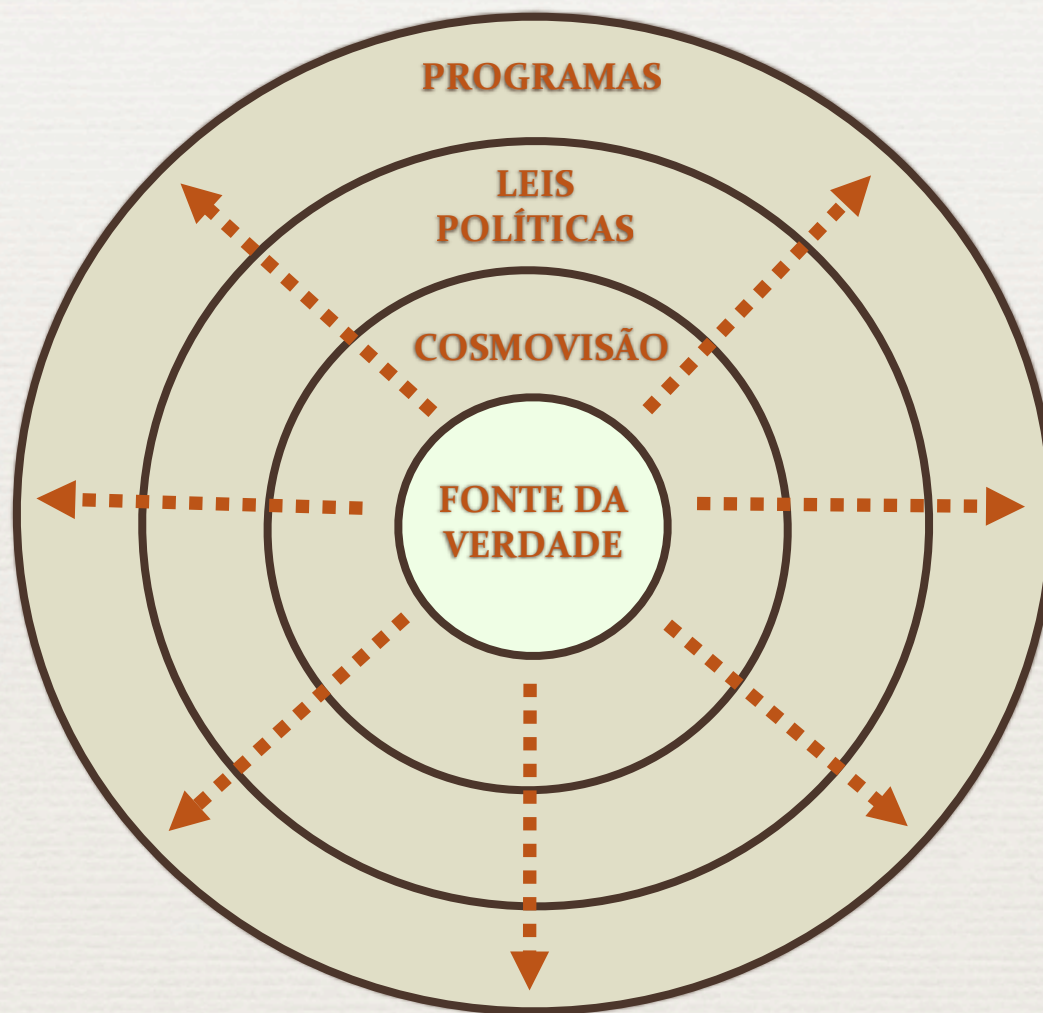 PROGRAMAS
LEIS
POLÍTICAS
COSMOVISÃO
FONTE DA
VERDADE